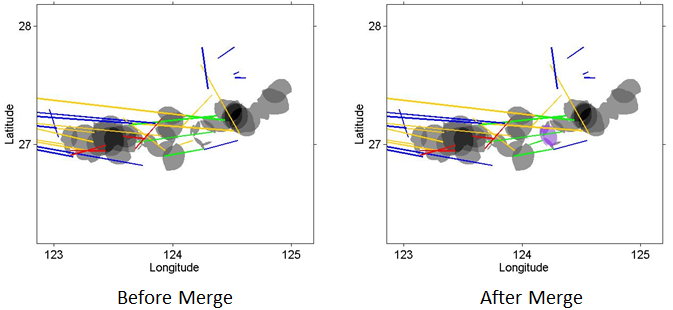 28
28
Latitude
Latitude
27
27
123 124 125
123 124 125
Longitude
Longitude
Before Merge
After Merge